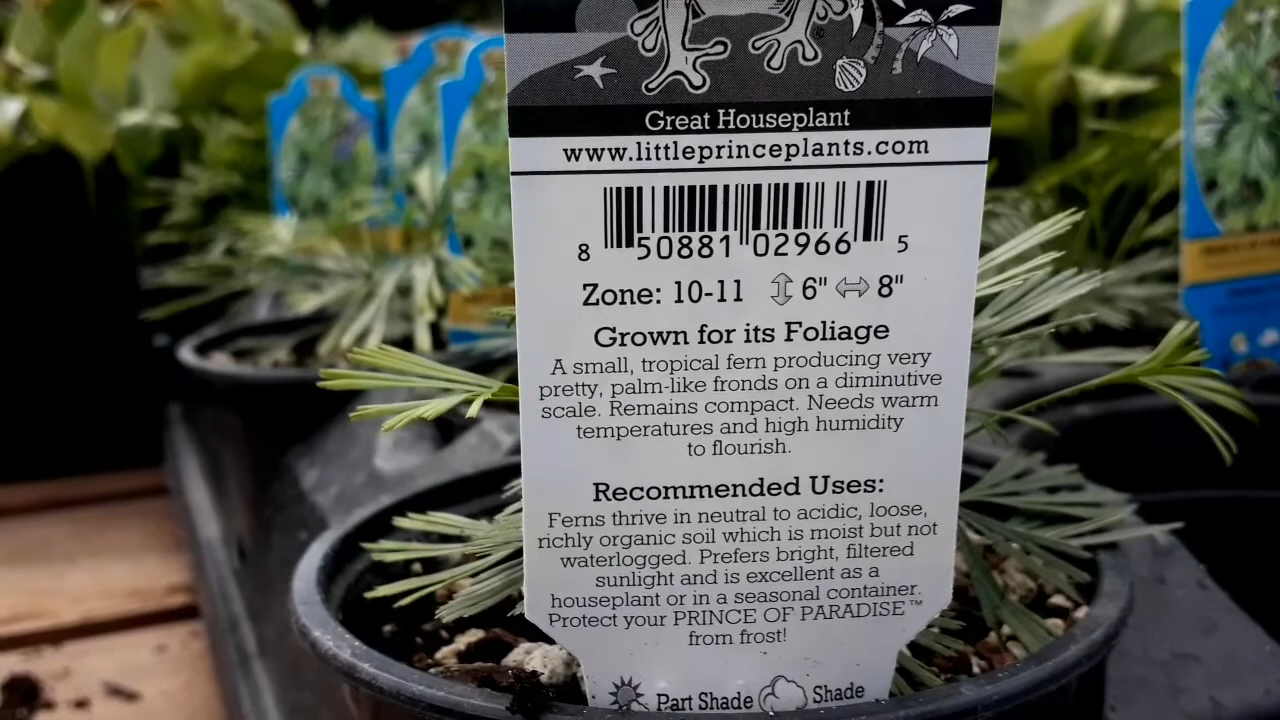 Great Houseplant
www.littleprinceplants.com
8 50881 02966 5
Zone: 10-11 6" 8"
Grown for its Foliage
A small, tropical fern producing very
pretty, palm-like fronds on a diminutive
scale. Remains compact. Needs warm
temperatures and high humidity
to flourish.
Recommended Uses:
Ferns thrive in neutral to acidic, loose,
richly organic soil which is moist but not
waterlogged. Prefers bright, filtered
sunlight and is excellent as a
houseplant or in a seasonal container.
Protect your PRINCE OF PARADISE™
from frost!
Part Shade Shade